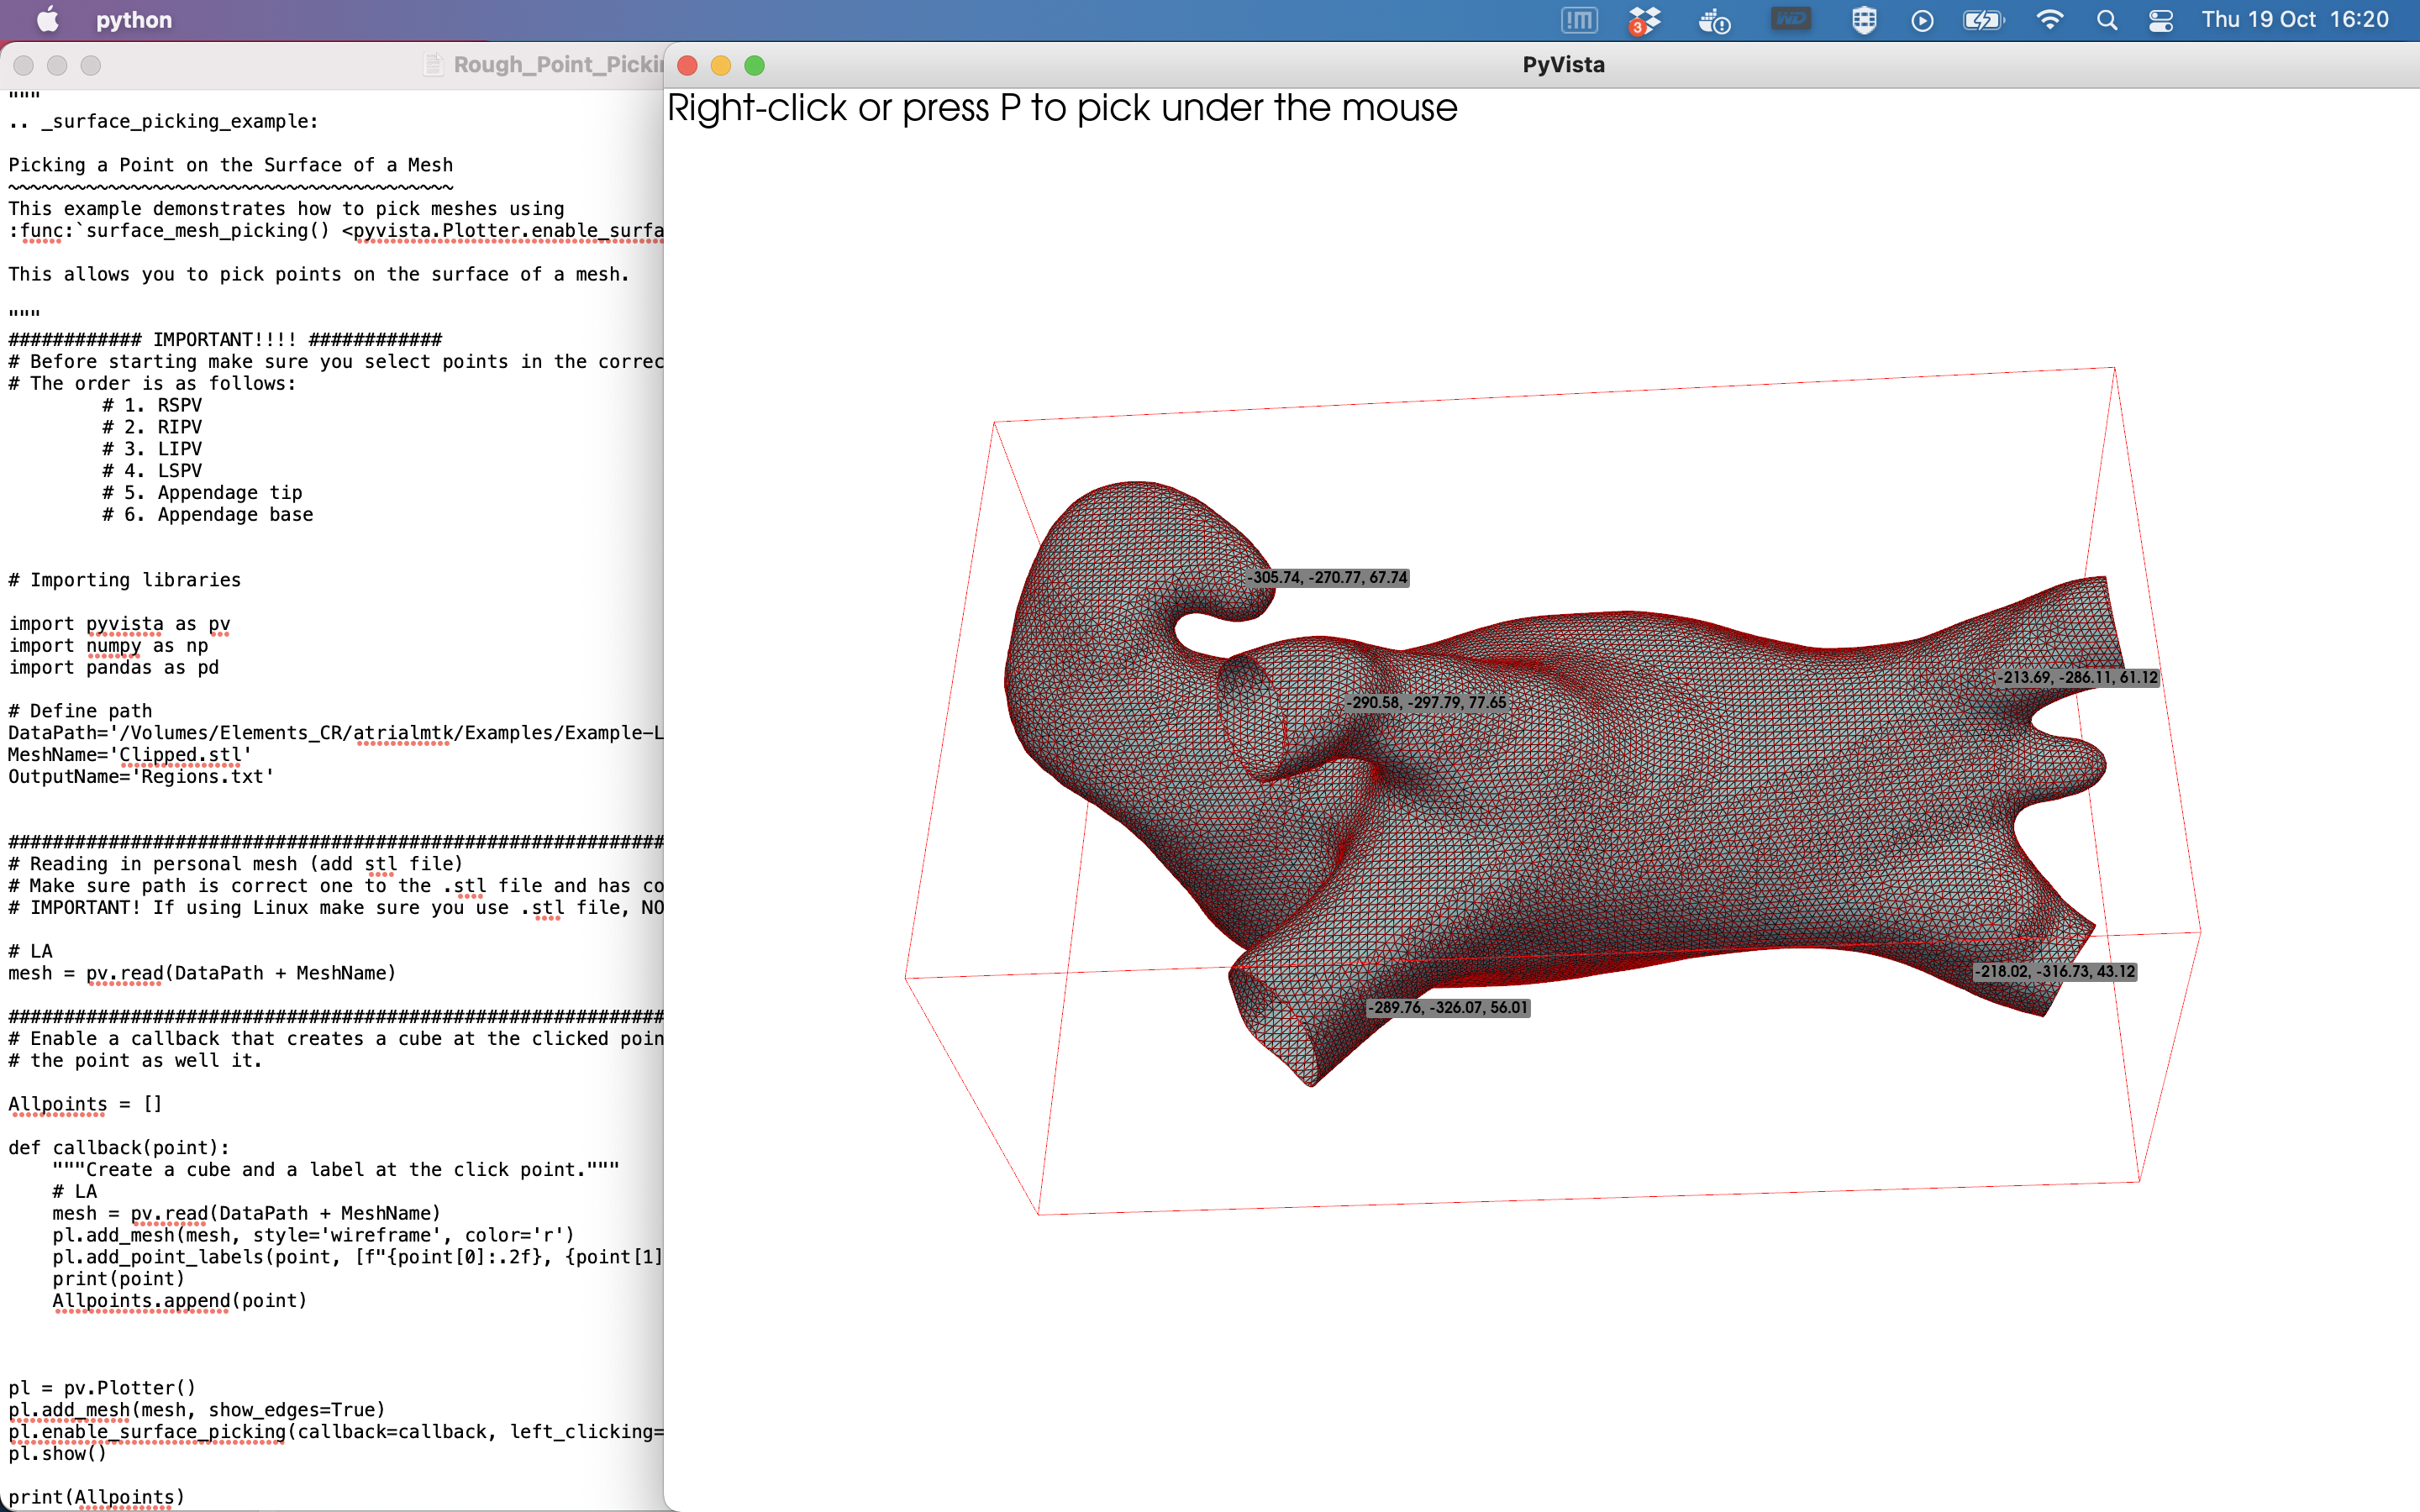 python
Thu 19 Oct 16:20
Rough_Point_Pickin
"""
.. _surface_picking_example:
Picking a Point on the Surface of a Mesh
~~~~~~~~~~~~~~~~~~~~~~~~~~~~~~~~~~~~~~~~
This example demonstrates how to pick meshes using
:func:`surface_mesh_picking() <pyvista.Plotter.enable_surfa
This allows you to pick points on the surface of a mesh.
"""
############ IMPORTANT!!!! ############
# Before starting make sure you select points in the correc
# The order is as follows:
# 1. RSPV
# 2. RIPV
# 3. LIPV
# 4. LSPV
# 5. Appendage tip
# 6. Appendage base
# Importing libraries
import pyvista as pv
import numpy as np
import pandas as pd
# Define path
DataPath='/Volumes/Elements_CR/atrialmtk/Examples/Example-L
MeshName='Clipped.stl'
OutputName='Regions.txt'
###########################################################
# Reading in personal mesh (add stl file)
# Make sure path is correct one to the .stl file and has co
# IMPORTANT! If using Linux make sure you use .stl file, NO
# LA
mesh = pv.read(DataPath + MeshName)
###########################################################
# Enable a callback that creates a cube at the clicked poin
# the point as well it.
Allpoints = []
def callback(point):
"""Create a cube and a label at the click point."""
# LA
mesh = pv.read(DataPath + MeshName)
pl.add_mesh(mesh, style='wireframe', color='r')
pl.add_point_labels(point, [f"{point[0]:.2f}, {point[1]
print(point)
Allpoints.append(point)
pl = pv.Plotter()
pl.add_mesh(mesh, show_edges=True)
pl.enable_surface_picking(callback=callback, left_clicking=
pl.show()
print(Allpoints)
PyVista
Right-click or press P to pick under the mouse
-305.74, -270.77, 67.74
-213.69, -286.11, 61.12
-290.58, -297.79, 77.65
-218.02, -316.73, 43.12
-289.76, -326.07, 56.01
3
WD